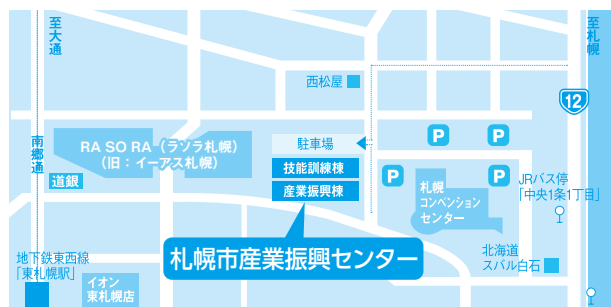 至大通
至札幌
西松屋
12
南郷通
RA SO RA（ラソラ札幌）
（旧：イーアス札幌）
道銀
駐車場
技能訓練棟
産業振興棟
P
P
P
P
札幌
コンベンション
センター
JRバス停
「中央1条1丁目」
札幌市産業振興センター
地下鉄東西線
「東札幌駅」
イオン
東札幌店
北海道
スバル白石